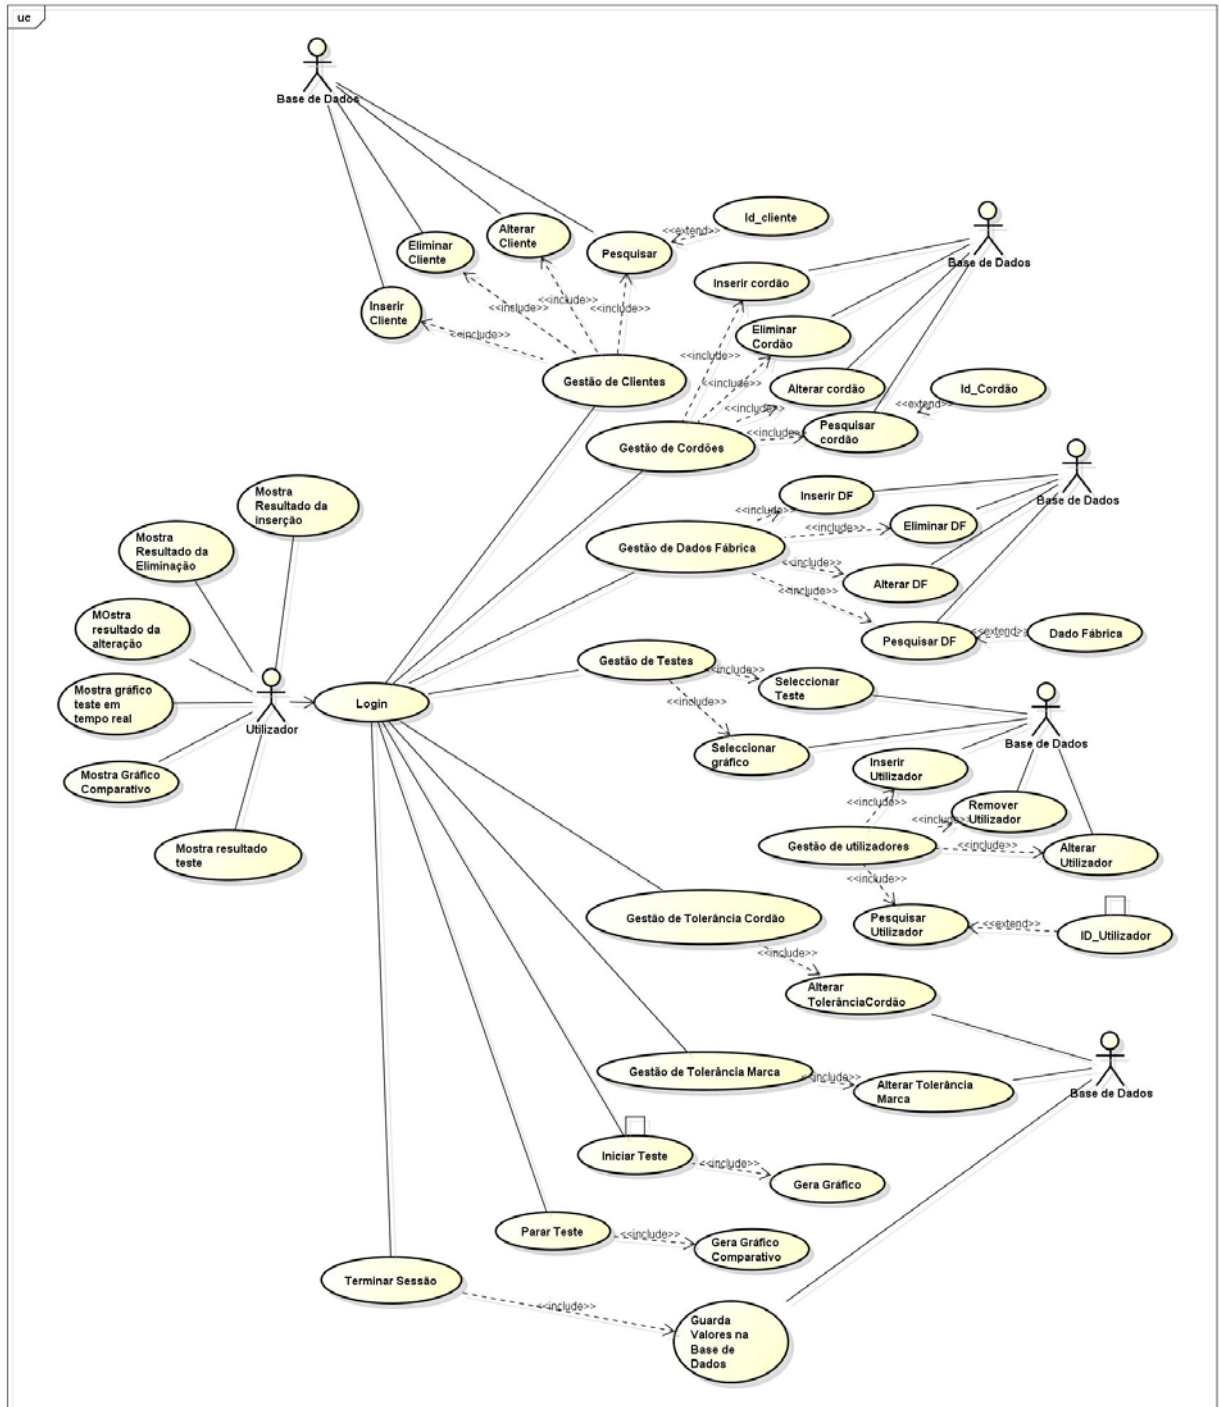 uc
Base de Dados
Id_cliente
<<extend>>
Alterar
Cliente
Eliminar
Cliente
Pesquisar
Base de Dados
Inserir cordão
Inserir
Cliente
<<include>>
<<include>>
<<include>>
<<include>>
Eliminar
Cordão
<<include>>
Gestão de Clientes
<<include>>
Alterar cordão
Id_Cordão
<<extend>>
<<include>>
Pesquisar
cordão
<<include>>
Gestão de Cordões
Mostra
Resultado da
inserção
Inserir DF
Base de Dados
<<include>>
Eliminar DF
<<include>>
Mostra
Resultado da
Eliminação
Gestão de Dados Fábrica
<<include>>
Alterar DF
<<include>>
MOstra
resultado da
alteração
Pesquisar DF
<<extend>>
Dado Fábrica
Gestão de Testes
<<include>>
Seleccionar
Teste
Mostra gráfico
teste em
tempo real
Login
<<include>>
Utilizador
Base de Dados
Seleccionar
gráfico
Inserir
Utilizador
Mostra Gráfico
Comparativo
<<include>>
Remover
Utilizador
<<include>>
Mostra resultado
teste
Gestão de utilizadores
<<include>>
Alterar
Utilizador
<<include>>
Gestão de Tolerância Cordão
Pesquisar
Utilizador
<<extend>>
ID_Utilizador
<<include>>
Alterar
TolerânciaCordão
Gestão de Tolerância Marca
<<include>>
Alterar Tolerância
Marca
Base de Dados
Iniciar Teste
<<include>>
Gera Gráfico
Parar Teste
<<include>>
Gera Gráfico
Comparativo
Terminar Sessão
<<include>>
Guarda
Valores na
Base de
Dados